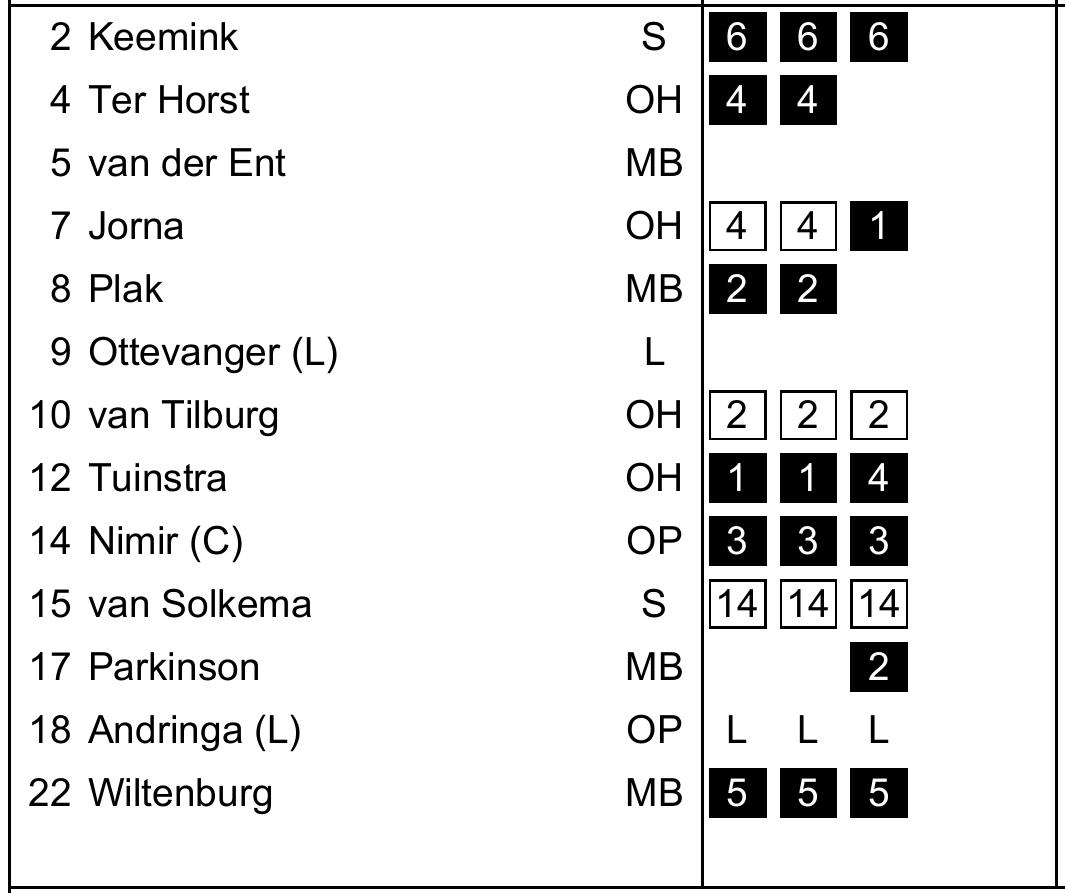 2 Keemink S 6 6 6
4 Ter Horst OH 4 4
5 van der Ent MB
7 Jorna OH 4 4 1
8 Plak MB 2 2
9 Ottevanger (L) L
10 van Tilburg OH 2 2 2
12 Tuinstra OH 1 1 4
14 Nimir (C) OP 3 3 3
15 van Solkema S 14 14 14
17 Parkinson MB 2
18 Andringa (L) OP L L L
22 Wiltenburg MB 5 5 5